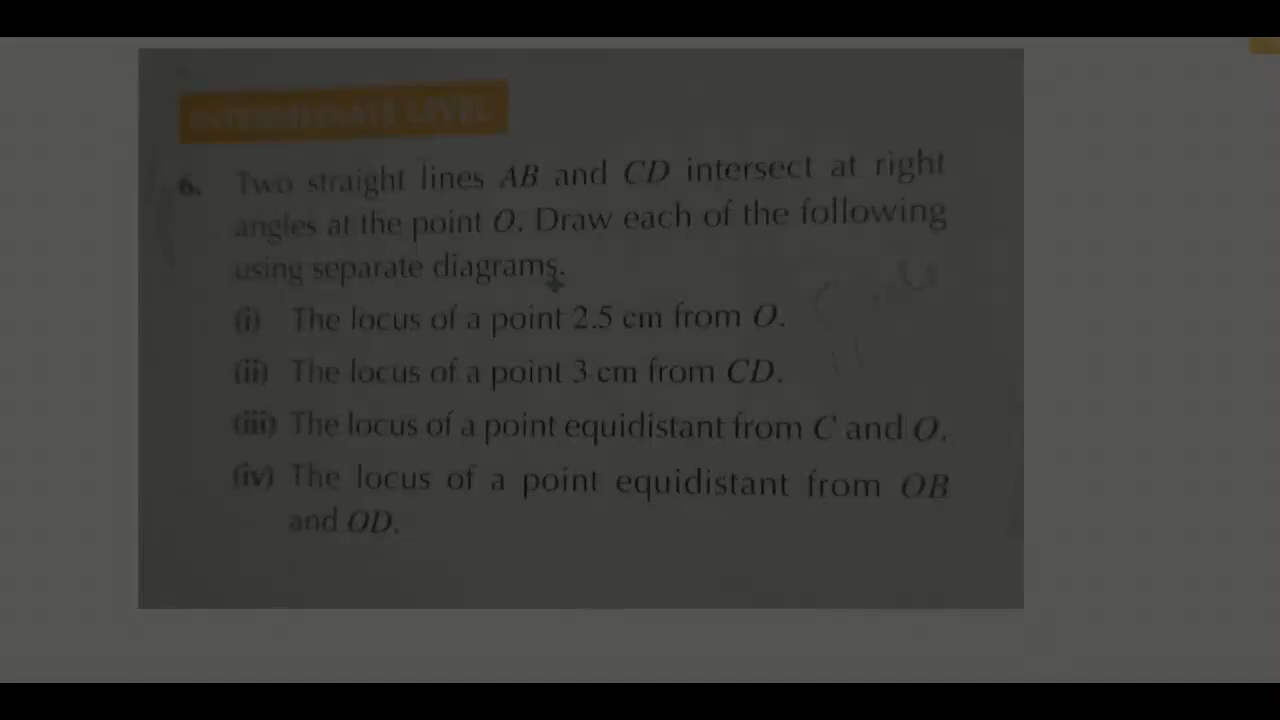 INTERMEDIATE LEVEL
6. Two straight lines AB and CD intersect at right
angles at the point O. Draw each of the following
using separate diagrams.
(i) The locus of a point 2.5 cm from O.
(ii) The locus of a point 3 cm from CD.
(iii) The locus of a point equidistant from C and O.
(iv) The locus of a point equidistant from OB
and OD.